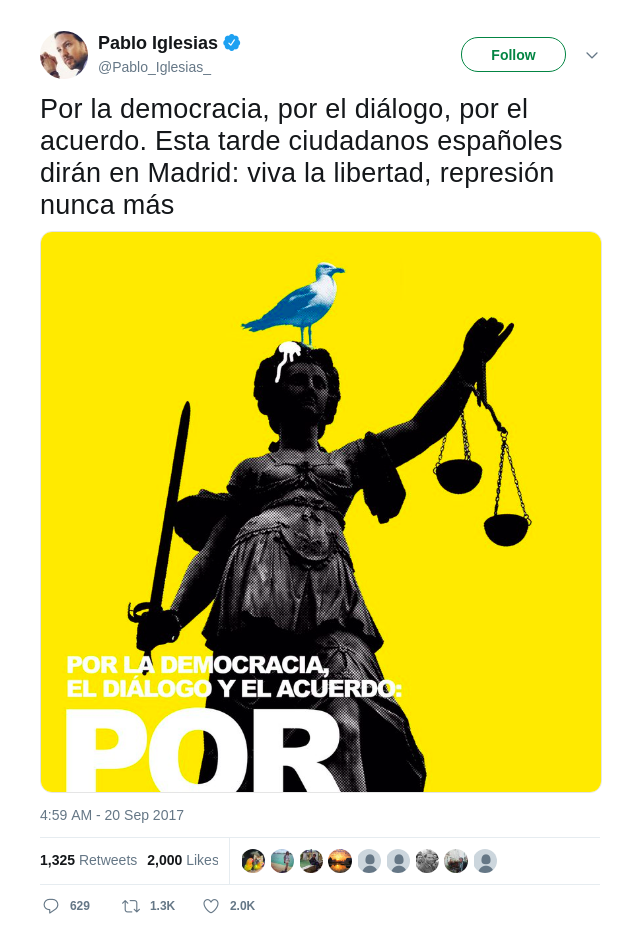 Pablo Iglesias
@Pablo_Iglesias_
Follow
Por la democracia, por el diálogo, por el
acuerdo. Esta tarde ciudadanos españoles
dirán en Madrid: viva la libertad, represión
nunca más
POR LA DEMOCRACIA,
EL DIÁLOGO Y EL ACUERDO:
POR
4:59 AM - 20 Sep 2017
1,325 Retweets 2,000 Likes
629 1.3K 2.0K